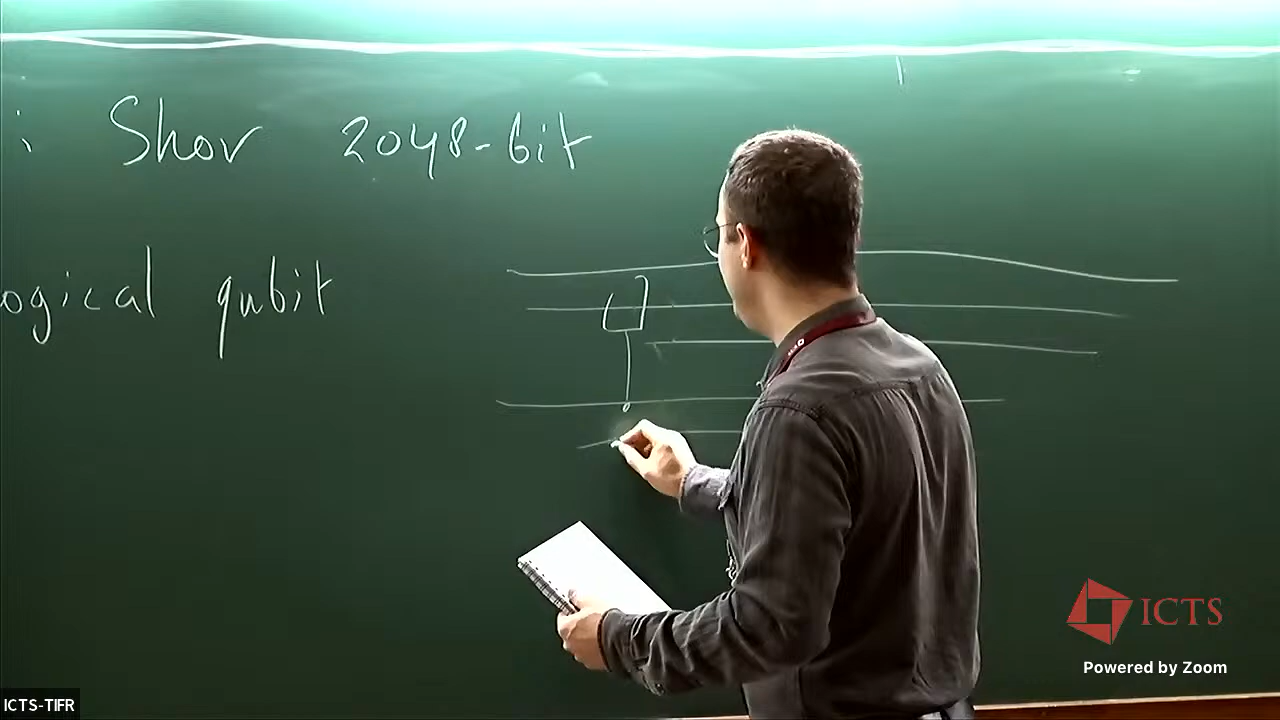 : Shor 2048-bit
ogical qubit
ICTS
Powered by Zoom
ICTS-TIFR